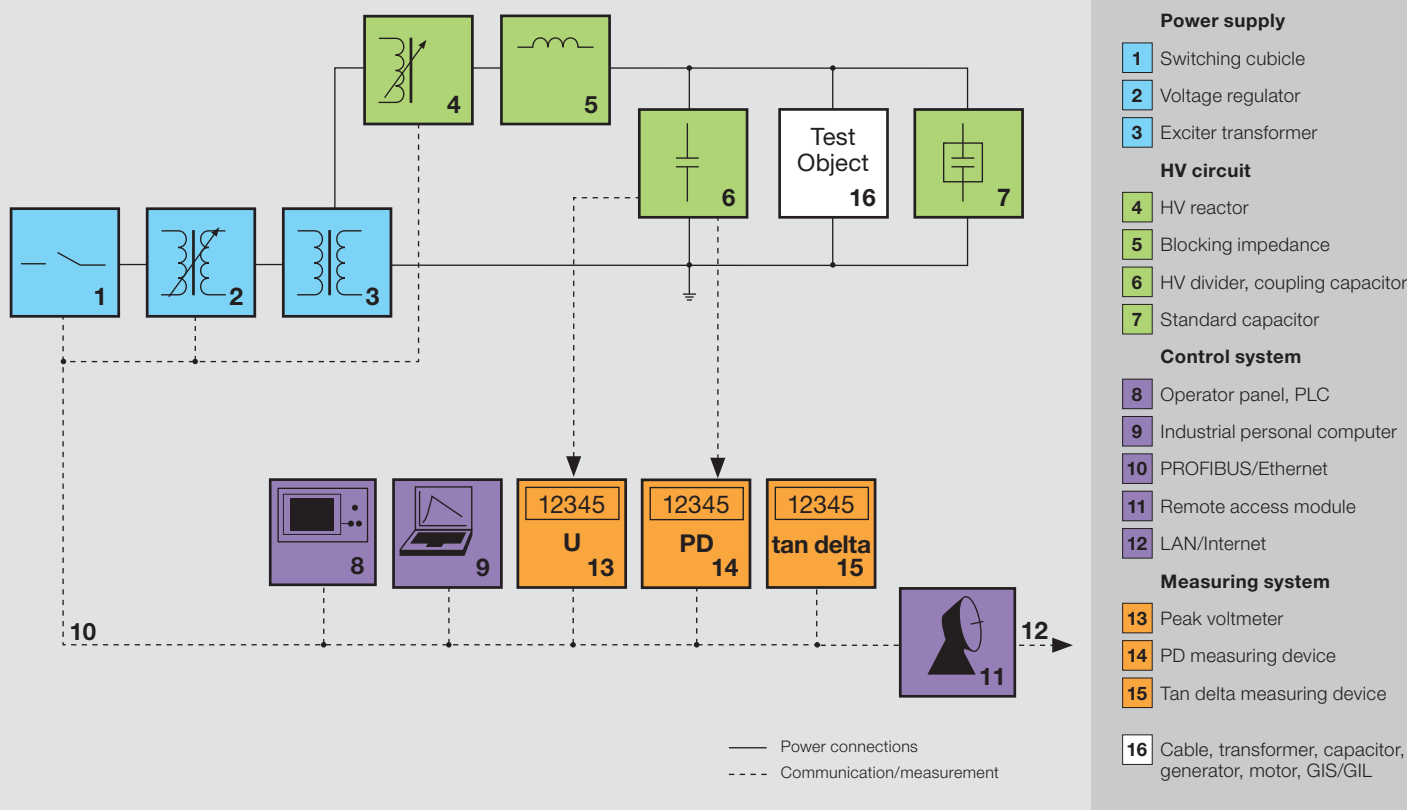 4
5
Test
Object
6
16
7
1
2
3
12345
12345
12345
U
PD
tan delta
8
9
13
14
15
10
12
11
Power connections
Communication/measurement
Power supply
1 Switching cubicle
2 Voltage regulator
3 Exciter transformer
HV circuit
4 HV reactor
5 Blocking impedance
6 HV divider, coupling capacitor
7 Standard capacitor
Control system
8 Operator panel, PLC
9 Industrial personal computer
10 PROFIBUS/Ethernet
11 Remote access module
12 LAN/Internet
Measuring system
13 Peak voltmeter
14 PD measuring device
15 Tan delta measuring device
16 Cable, transformer, capacitor,
generator, motor, GIS/GIL